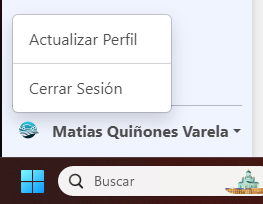 Actualizar Perfil
Cerrar Sesión
Matias Quiñones Varela
Buscar